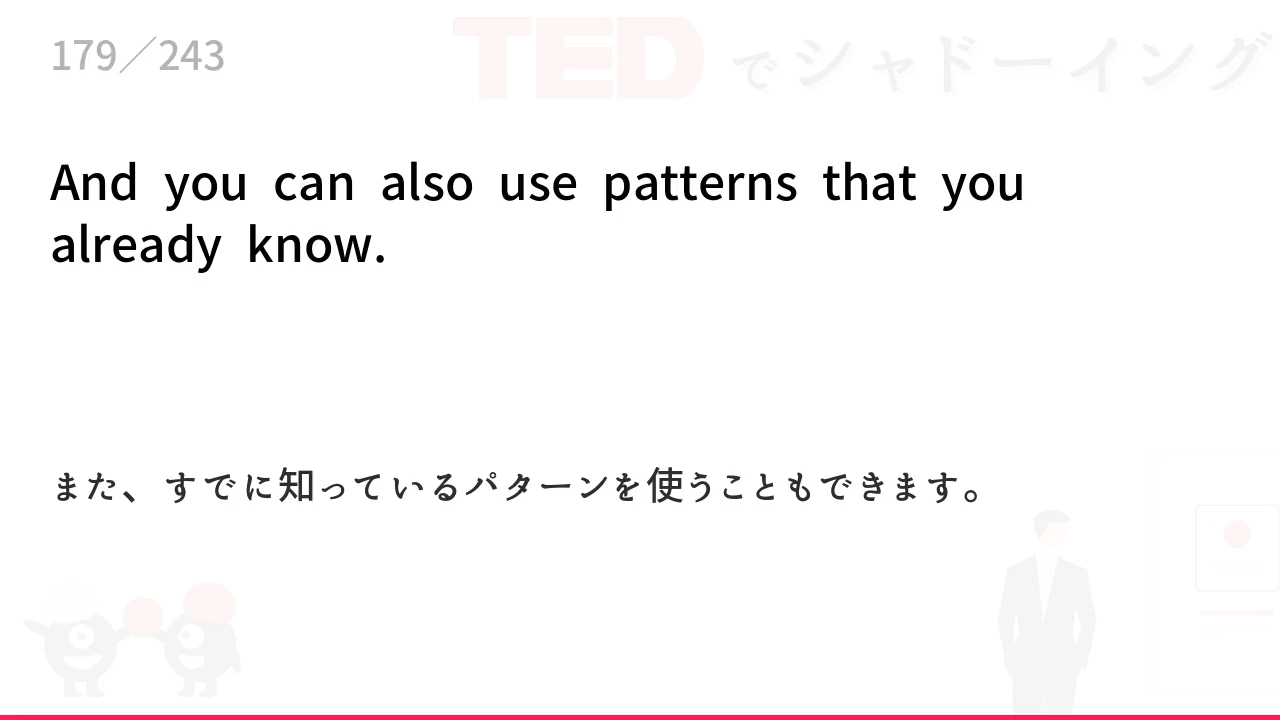 179／243
TEDでシャドーイング
And you can also use patterns that you
already know.
また、すでに知っているパターンを使うこともできます。